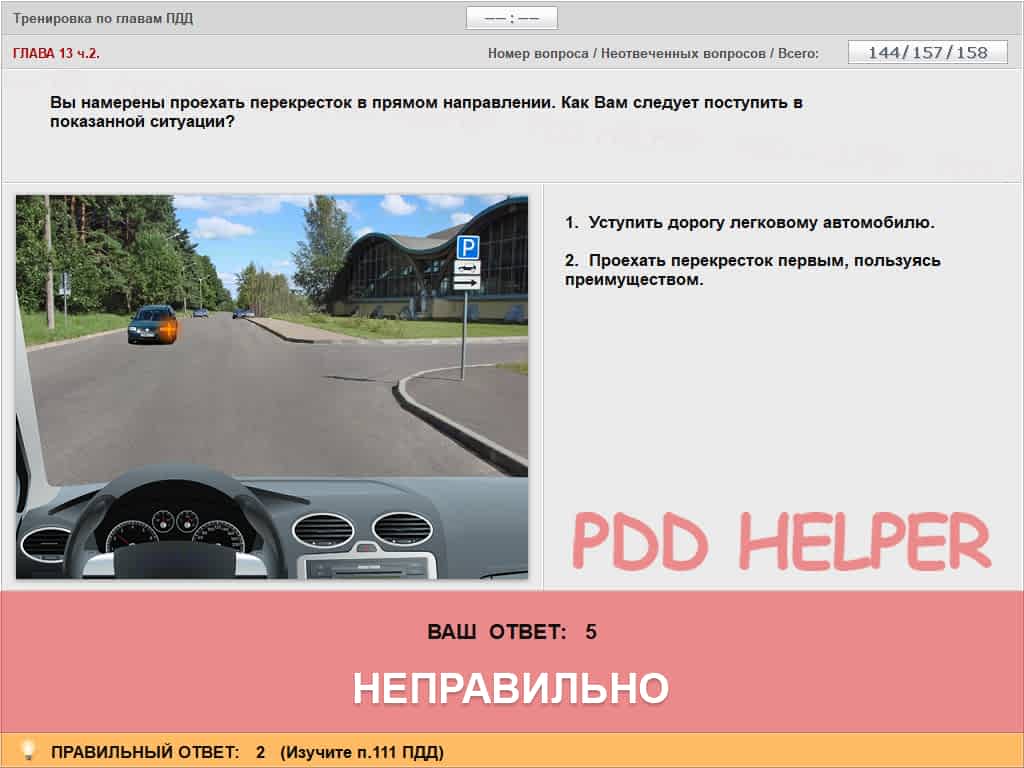 Тренировка по главам ПДД
—— : ——
ГЛАВА 13 ч.2.
Номер вопроса / Неотвеченных вопросов / Всего:
144/157/158
Вы намерены проехать перекресток в прямом направлении. Как Вам следует поступить в
показанной ситуации?
1. Уступить дорогу легковому автомобилю.
2. Проехать перекресток первым, пользуясь
преимуществом.
P
PDD HELPER
ВАШ ОТВЕТ: 5
НЕПРАВИЛЬНО
ПРАВИЛЬНЫЙ ОТВЕТ: 2 (Изучите п.111 ПДД)